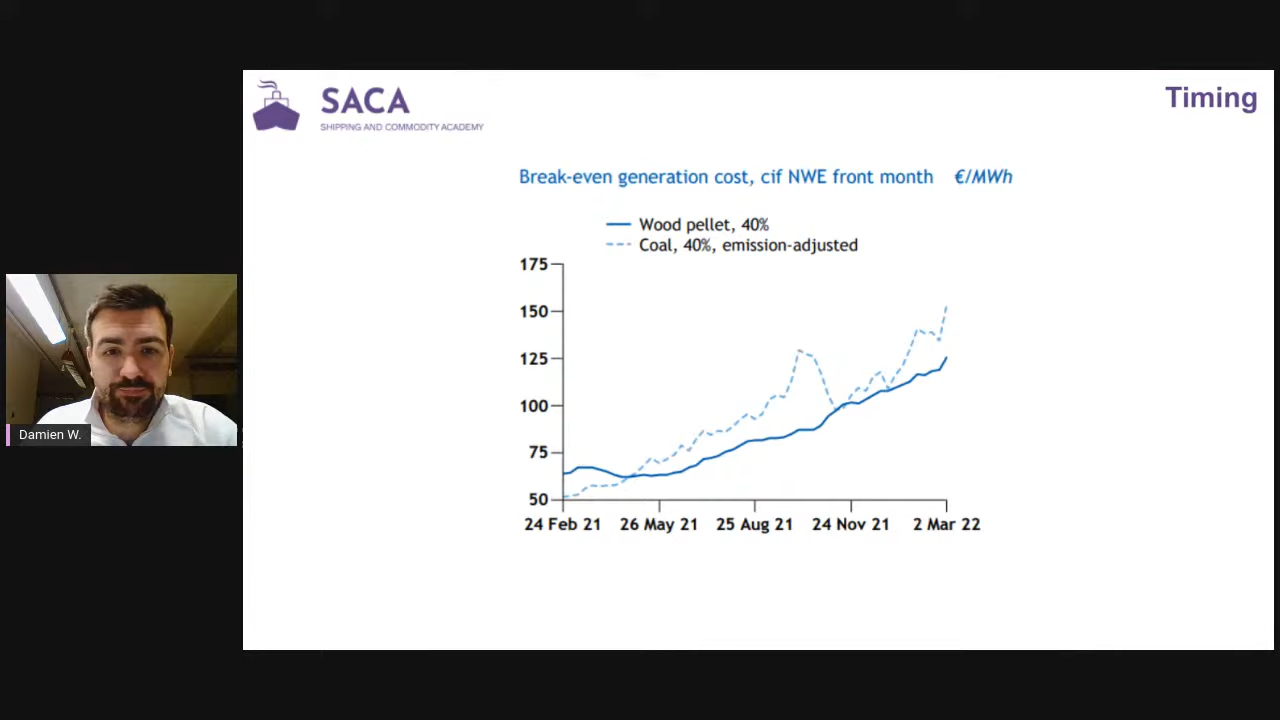 SACA
SHIPPING AND COMMODITY ACADEMY
Timing
Break-even generation cost, cif NWE front month €/MWh
Wood pellet, 40%
Coal, 40%, emission-adjusted
175
150
125
100
75
50
24 Feb 21 26 May 21 25 Aug 21 24 Nov 21 2 Mar 22
Damien W.